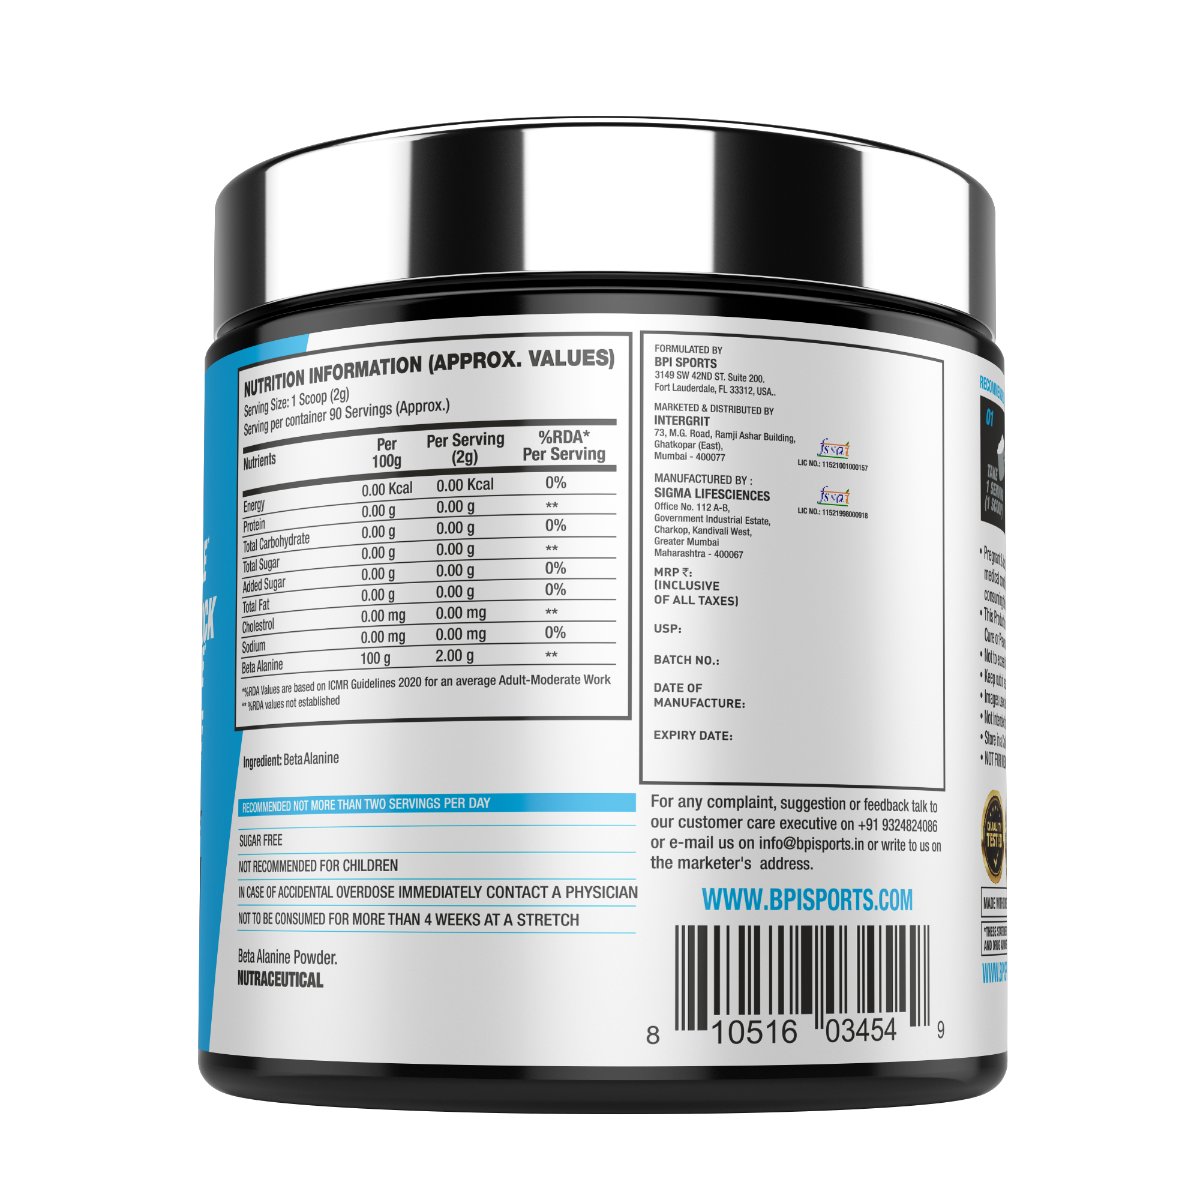 NUTRITION INFORMATION (APPROX. VALUES)
Serving Size: 1 Scoop (2g)
Serving per container 90 Servings (Approx.)
Nutrients Per 100g Per Serving (2g) %RDA* Per Serving
Energy 0.00 Kcal 0.00 Kcal 0%
Protein 0.00 g 0.00 g **
Total Carbohydrate 0.00 g 0.00 g 0%
Total Sugar 0.00 g 0.00 g **
Added Sugar 0.00 g 0.00 g 0%
Total Fat 0.00 g 0.00 g 0%
Cholestrol 0.00 mg 0.00 mg **
Sodium 0.00 mg 0.00 mg 0%
Beta Alanine 100 g 2.00 g **
*%RDA Values are based on ICMR Guidelines 2020 for an average Adult-Moderate Work
** %RDA values not established
Ingredient: Beta Alanine
RECOMMENDED NOT MORE THAN TWO SERVINGS PER DAY
SUGAR FREE
NOT RECOMMENDED FOR CHILDREN
IN CASE OF ACCIDENTAL OVERDOSE IMMEDIATELY CONTACT A PHYSICIAN
NOT TO BE CONSUMED FOR MORE THAN 4 WEEKS AT A STRETCH
Beta Alanine Powder.
NUTRACEUTICAL
FORMULATED BY
BPI SPORTS
3149 SW 42ND ST. Suite 200,
Fort Lauderdale, FL 33312, USA..
MARKETED & DISTRIBUTED BY
INTERGRIT
73, M.G. Road, Ramji Ashar Building,
Ghatkopar (East),
Mumbai - 400077
fssai
LIC NO.: 11521001000157
MANUFACTURED BY :
SIGMA LIFESCIENCES
Office No. 112 A-B,
Government Industrial Estate,
Charkop, Kandivali West,
Greater Mumbai
Maharashtra - 400067
fssai
LIC NO.: 11521998000918
MRP ₹:
(INCLUSIVE
OF ALL TAXES)
USP:
BATCH NO.:
DATE OF
MANUFACTURE:
EXPIRY DATE:
For any complaint, suggestion or feedback talk to
our customer care executive on +91 9324824086
or e-mail us on info@bpisports.in or write to us on
the marketer's address.
WWW.BPISPORTS.COM
8 10516 03454 9
01
TAKE
1 SERVING
(1 SCOOP)
QUALITY
TESTED